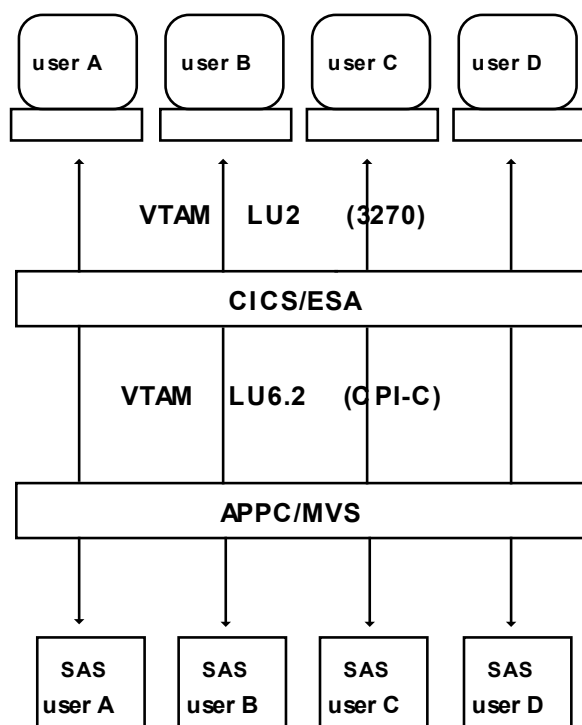 user A user B user C user D
VTAM LU2 (3270)
CICS/ESA
VTAM LU6.2 (CPI-C)
APPC/MVS
SAS SAS SAS SAS
user A user B user C user D